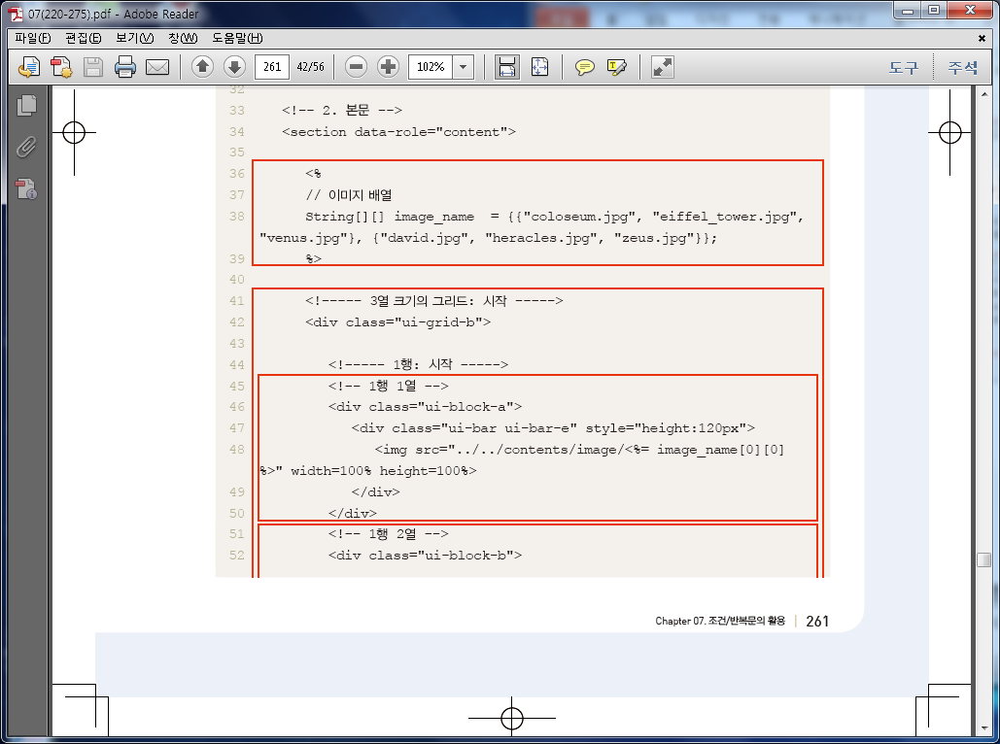 07(220-275).pdf - Adobe Reader
파일(F) 편집(E) 보기(V) 창(W) 도움말(H)
261 42/56 102% 도구 주석
32
33 <!-- 2. 본문 -->
34 <section data-role="content">
35
36 <%
37 // 이미지 배열
38 String[][] image_name = {{"coloseum.jpg", "eiffel_tower.jpg",
"venus.jpg"}, {"david.jpg", "heracles.jpg", "zeus.jpg"}};
39 %>
40
41 <!----- 3열 크기의 그리드: 시작 ----->
42 <div class="ui-grid-b">
43
44 <!----- 1행: 시작 ----->
45 <!-- 1행 1열 -->
46 <div class="ui-block-a">
47 <div class="ui-bar ui-bar-e" style="height:120px">
48 <img src="../../contents/image/<%= image_name[0][0]
%>" width=100% height=100%>
49 </div>
50 </div>
51 <!-- 1행 2열 -->
52 <div class="ui-block-b">
Chapter 07. 조건/반복문의 활용 | 261